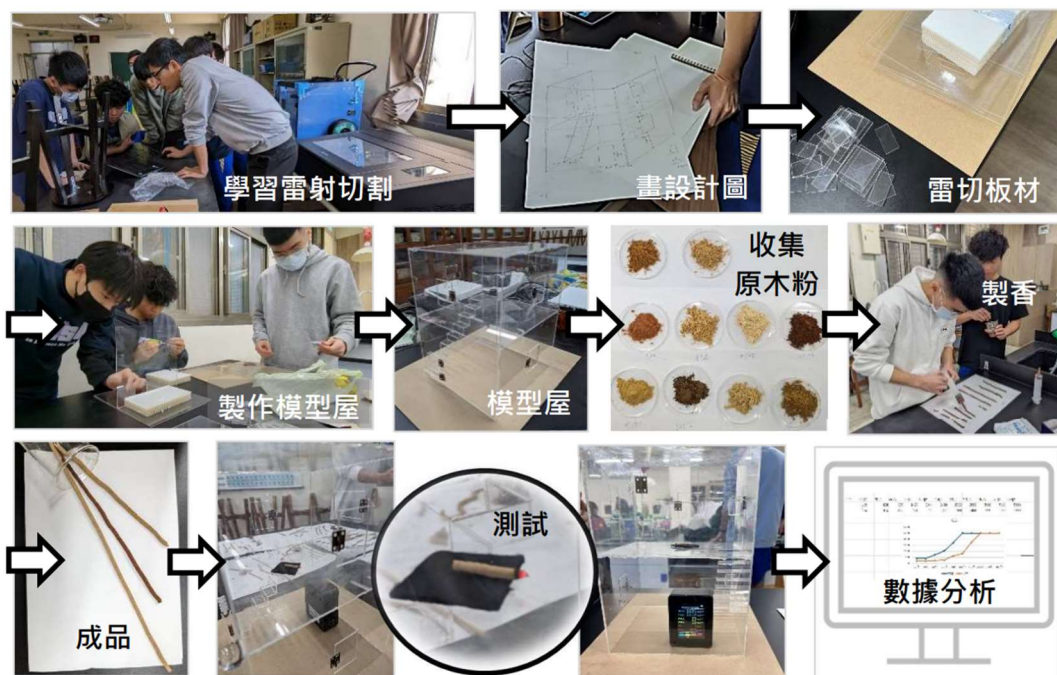 學習雷射切割
畫設計圖
雷切板材
製作模型屋
模型屋
收集
原木粉
製香
成品
測試
數據分析